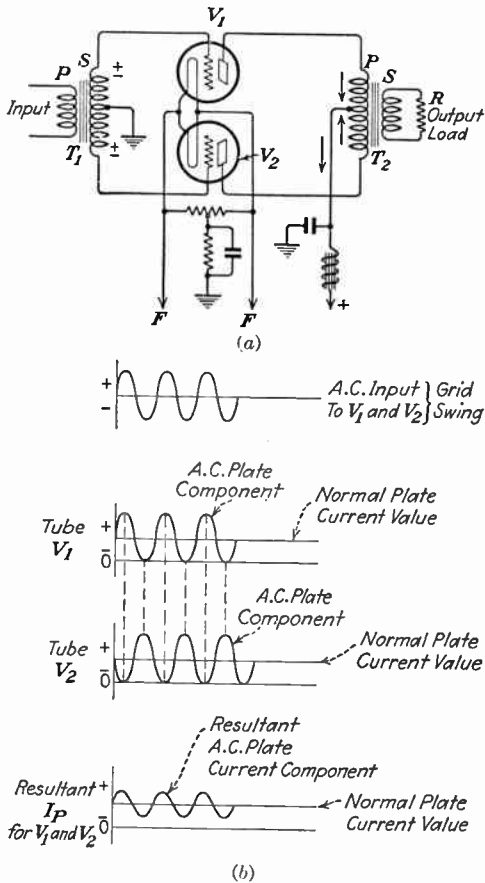 V1
P S ± P S R
Input Output
Load
± V2
T1 T2
F F +
(a)
+ A.C. Input } Grid
− To V1 and V2 } Swing
A.C. Plate
Component Normal Plate
Current Value
Tube +
V1 0̄
A.C. Plate
Component
Tube + Normal Plate
V2 0̄ Current Value
Resultant
A.C. Plate
Current Component
Resultant +
IP Normal Plate
for V1 and V2 0̄ Current Value
(b)